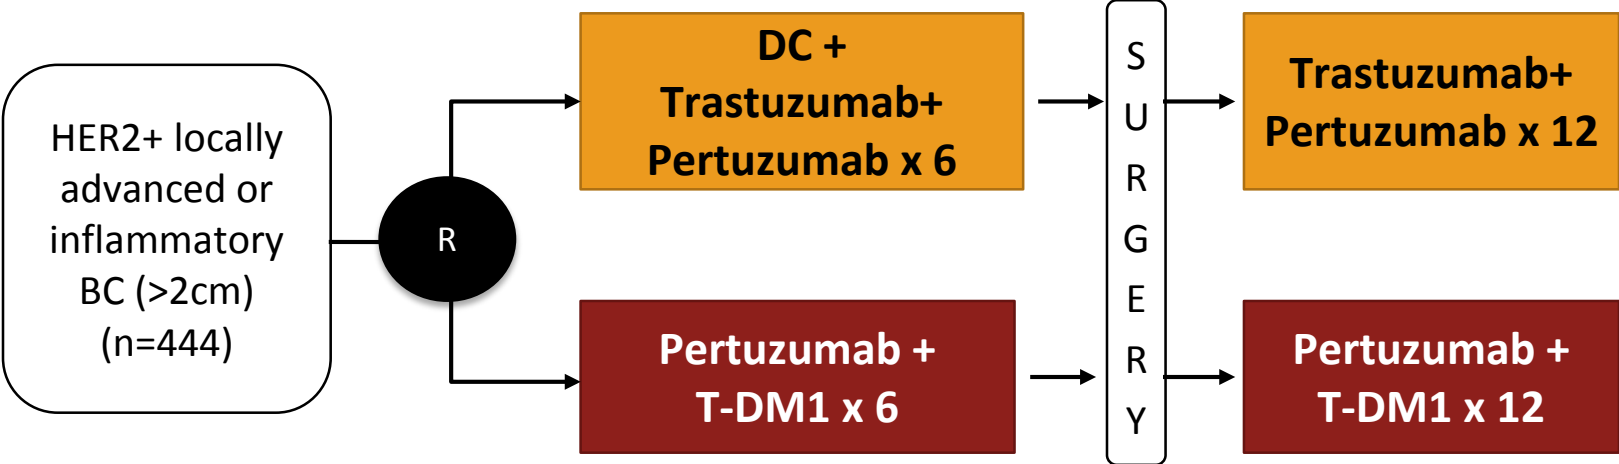 HER2+ locally
advanced or
inflammatory
BC (>2cm)
(n=444)
R
DC +
Trastuzumab+
Pertuzumab x 6
Pertuzumab +
T-DM1 x 6
S
U
R
G
E
R
Y
Trastuzumab+
Pertuzumab x 12
Pertuzumab +
T-DM1 x 12